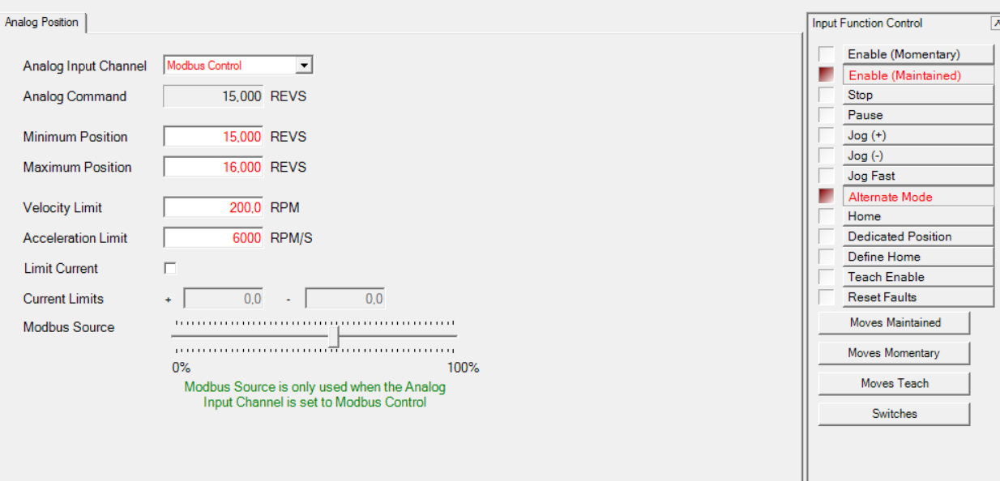 Analog Position
Analog Input Channel Modbus Control
Analog Command 15,000 REVS
Minimum Position 15,000 REVS
Maximum Position 16,000 REVS
Velocity Limit 200,0 RPM
Acceleration Limit 6000 RPM/S
Limit Current
Current Limits + 0,0 - 0,0
Modbus Source
0% 100%
Modbus Source is only used when the Analog
Input Channel is set to Modbus Control
Input Function Control
Enable (Momentary)
Enable (Maintained)
Stop
Pause
Jog (+)
Jog (-)
Jog Fast
Alternate Mode
Home
Dedicated Position
Define Home
Teach Enable
Reset Faults
Moves Maintained
Moves Momentary
Moves Teach
Switches